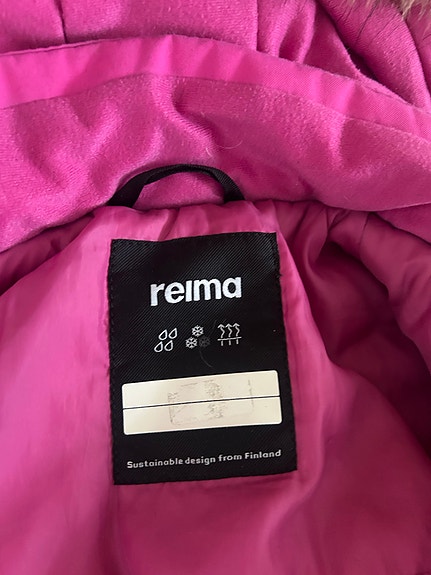 reima
Sustainable design from Finland